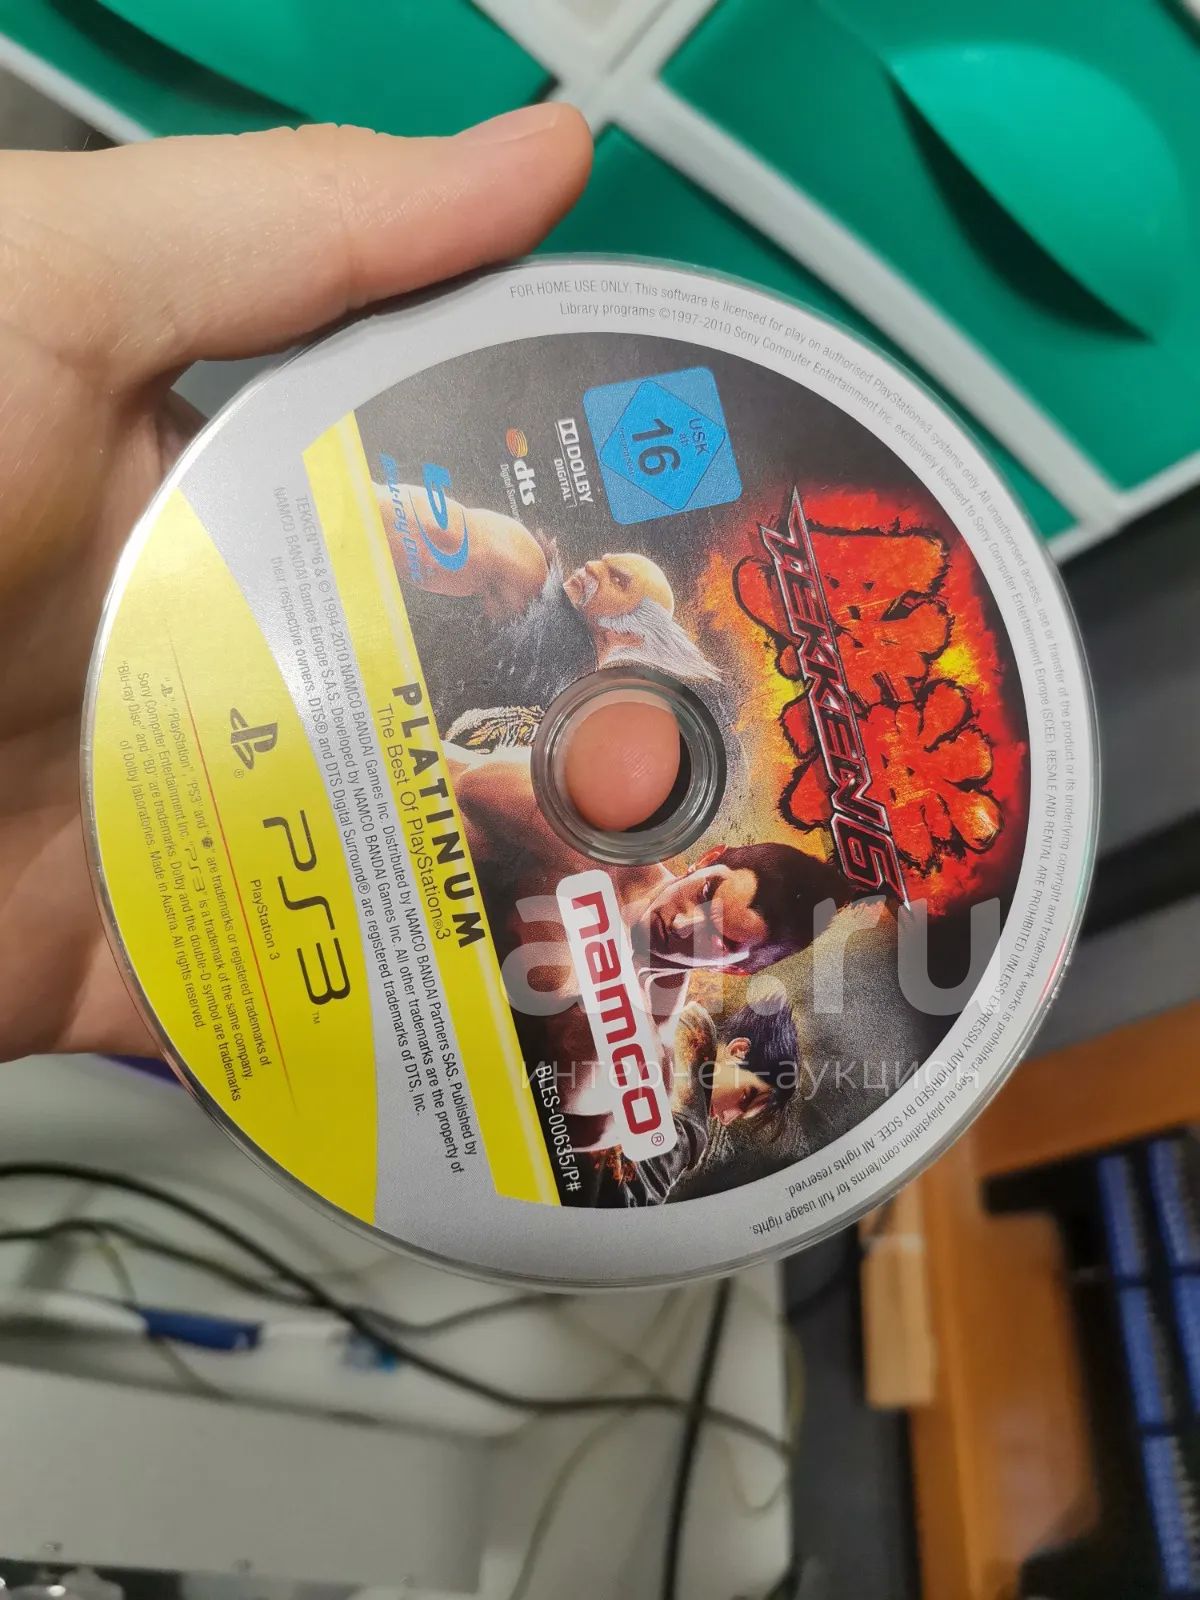 FOR HOME USE ONLY. This software is licensed for play on authorised PlayStation®3 systems only. All unauthorised access, use or transfer of the product or its underlying copyright and trademark works is prohibited. See eu.playstation.com/terms for full usage rights.
Library programs ©1997-2010 Sony Computer Entertainment Inc. exclusively licensed to Sony Computer Entertainment Europe (SCEE). RESALE AND RENTAL ARE PROHIBITED UNLESS EXPRESSLY AUTHORISED BY SCEE. All rights reserved.
USK
ab
16
freigegeben
DOLBY
DIGITAL
dts
Digital Surround
Blu-ray Disc
鉄拳
TEKKEN 6
namco®
BLES-00635/P#
PLATINUM
The Best Of PlayStation®3
TEKKEN™6 & © 1994-2010 NAMCO BANDAI Games Inc. Distributed by NAMCO BANDAI Partners SAS. Published by
NAMCO BANDAI Games Europe S.A.S. Developed by NAMCO BANDAI Games Inc. All other trademarks are the property of
their respective owners. DTS® and DTS Digital Surround® are registered trademarks of DTS, Inc.
®
PS3™
PlayStation 3
"PlayStation", "PS3" and " " are trademarks or registered trademarks of
Sony Computer Entertainment Inc. "PS3" is a trademark of the same company.
"Blu-ray Disc" and "BD" are trademarks. Dolby and the double-D symbol are trademarks
of Dolby laboratories. Made in Austria. All rights reserved
au.ru
интернет-аукцион